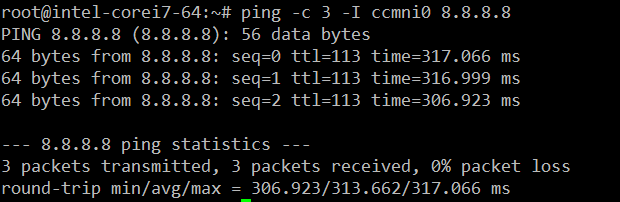 root@intel-corei7-64:~# ping -c 3 -I ccmni0 8.8.8.8
PING 8.8.8.8 (8.8.8.8): 56 data bytes
64 bytes from 8.8.8.8: seq=0 ttl=113 time=317.066 ms
64 bytes from 8.8.8.8: seq=1 ttl=113 time=316.999 ms
64 bytes from 8.8.8.8: seq=2 ttl=113 time=306.923 ms

--- 8.8.8.8 ping statistics ---
3 packets transmitted, 3 packets received, 0% packet loss
round-trip min/avg/max = 306.923/313.662/317.066 ms